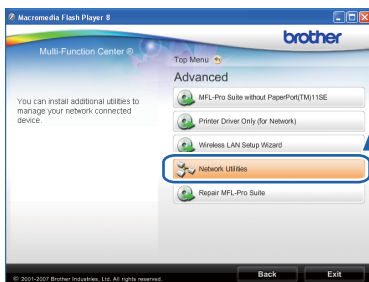 Macromedia Flash Player 8
brother
Multi-Function Center ®
Top Menu
Advanced
You can install additional utilities to
manage your network connected
device.
MFL-Pro Suite without PaperPort(TM)11SE
Printer Driver Only (for Network)
Wireless LAN Setup Wizard
Network Utilities
Repair MFL-Pro Suite
© 2001-2007 Brother Industries, Ltd. All rights reserved.
Back
Exit